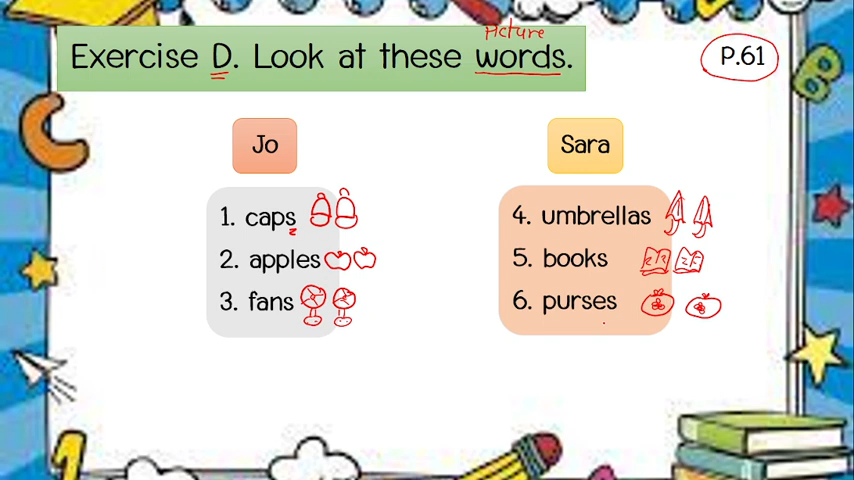 Picture
Exercise D. Look at these words.
P.61
Jo
1. caps
2. apples
3. fans
Sara
4. umbrellas
5. books
6. purses